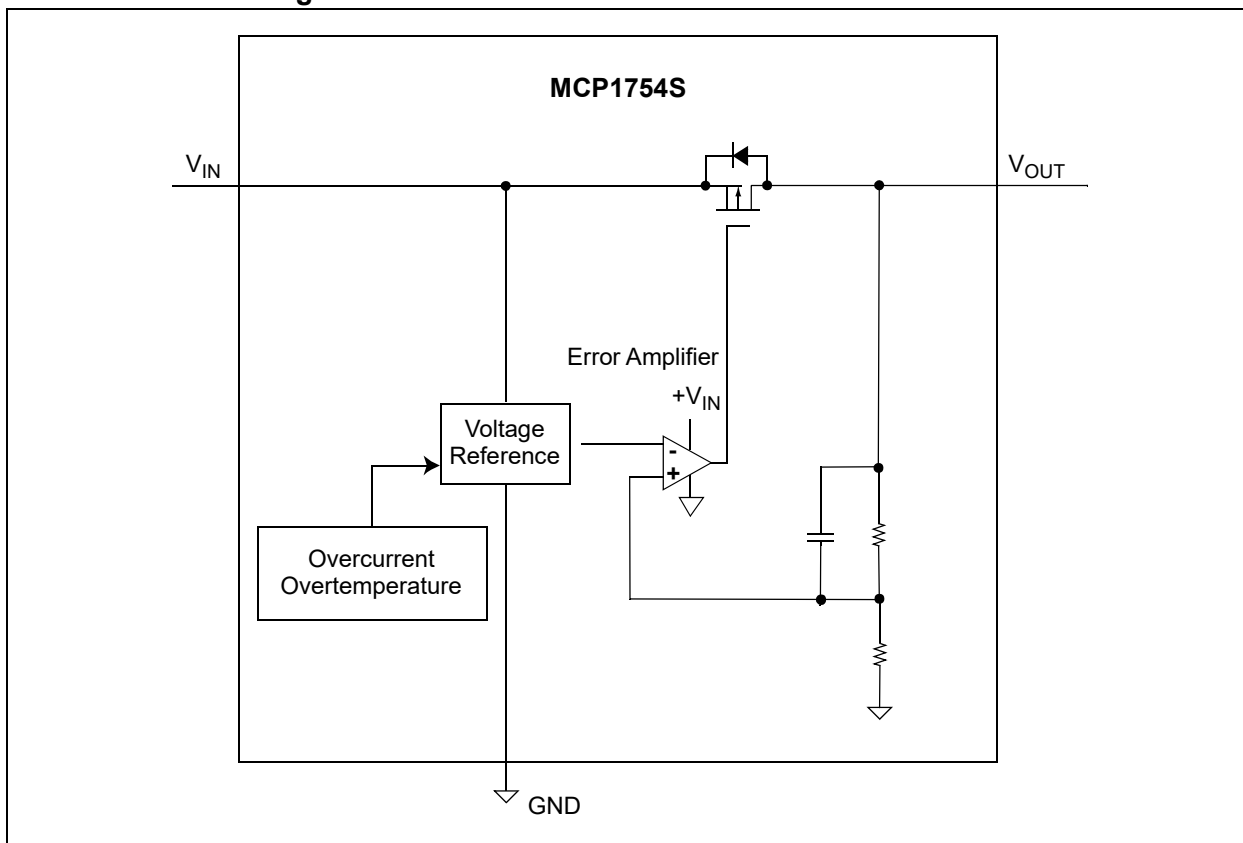 MCP1754S
V_IN
V_OUT
Error Amplifier
+V_IN
Voltage
Reference
-
+
Overcurrent
Overtemperature
GND